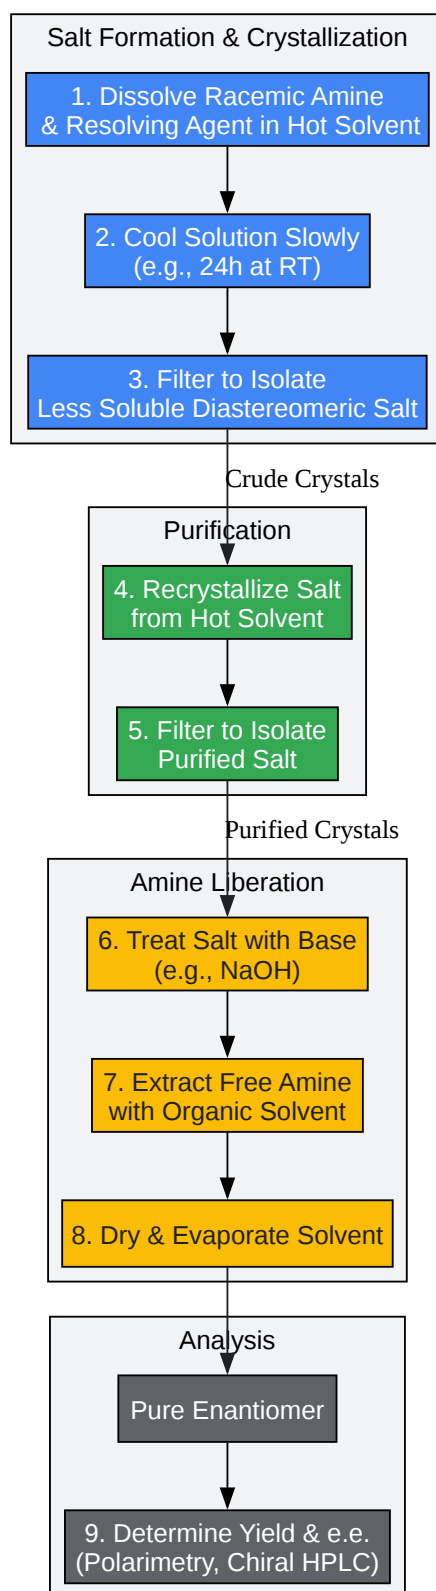 Salt Formation & Crystallization
1. Dissolve Racemic Amine
& Resolving Agent in Hot Solvent
2. Cool Solution Slowly
(e.g., 24h at RT)
3. Filter to Isolate
Less Soluble Diastereomeric Salt
Crude Crystals
Purification
4. Recrystallize Salt
from Hot Solvent
5. Filter to Isolate
Purified Salt
Purified Crystals
Amine Liberation
6. Treat Salt with Base
(e.g., NaOH)
7. Extract Free Amine
with Organic Solvent
8. Dry & Evaporate Solvent
Analysis
Pure Enantiomer
9. Determine Yield & e.e.
(Polarimetry, Chiral HPLC)